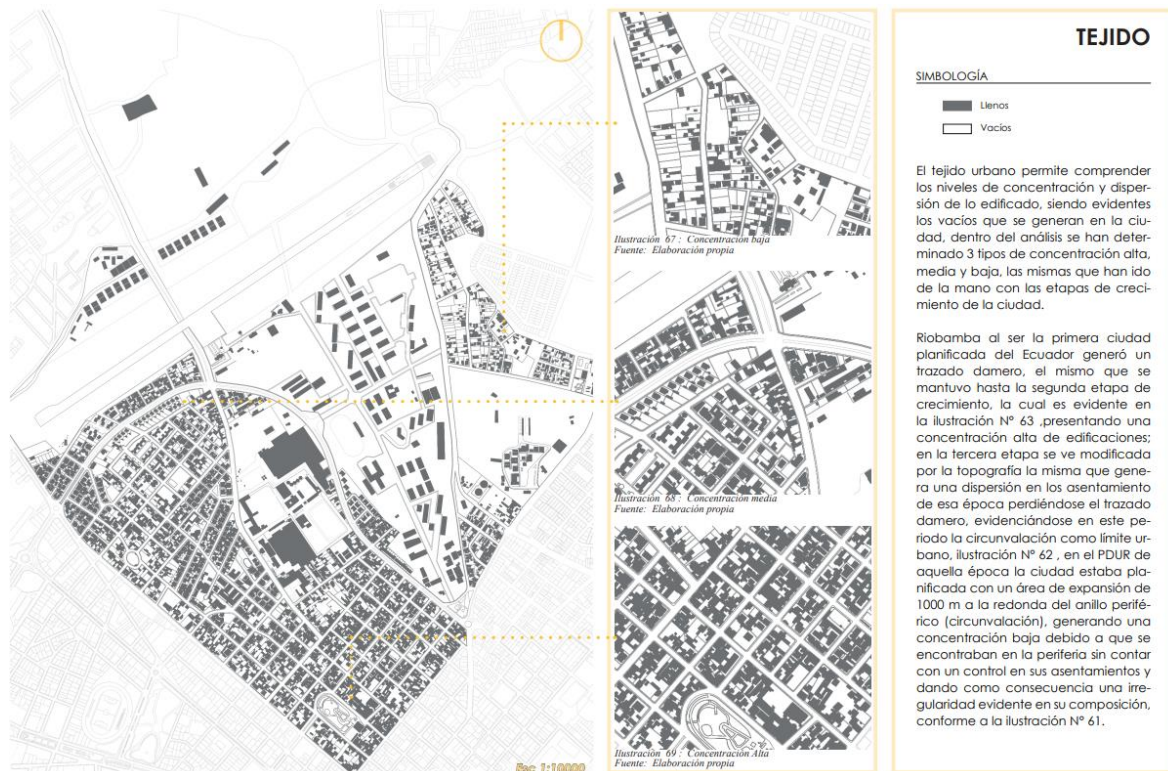 TEJIDO
SIMBOLOGÍA
Llenos
Vacíos
El tejido urbano permite comprender
los niveles de concentración y disper-
sión de lo edificado, siendo evidentes
los vacíos que se generan en la ciu-
dad, dentro del análisis se han deter-
minado 3 tipos de concentración alta,
media y baja, las mismas que han ido
de la mano con las etapas de creci-
miento de la ciudad.
Riobamba al ser la primera ciudad
planificada del Ecuador generó un
trazado damero, el mismo que se
mantuvo hasta la segunda etapa de
crecimiento, la cual es evidente en
la ilustración Nº 63 ,presentando una
concentración alta de edificaciones;
en la tercera etapa se ve modificada
por la topografía la misma que gene-
ra una dispersión en los asentamiento
de esa época perdiéndose el trazado
damero, evidenciándose en este pe-
riodo la circunvalación como límite ur-
bano, ilustración Nº 62 , en el PDUR de
aquella época la ciudad estaba pla-
nificada con un área de expansión de
1000 m a la redonda del anillo perifé-
rico (circunvalación), generando una
concentración baja debido a que se
encontraban en la periferia sin contar
con un control en sus asentamientos y
dando como consecuencia una irre-
gularidad evidente en su composición,
conforme a la ilustración Nº 61.
Ilustración 67 : Concentración baja
Fuente: Elaboración propia
Ilustración 68 : Concentración media
Fuente: Elaboración propia
Ilustración 69 : Concentración Alta
Fuente: Elaboración propia
Esc 1:10000